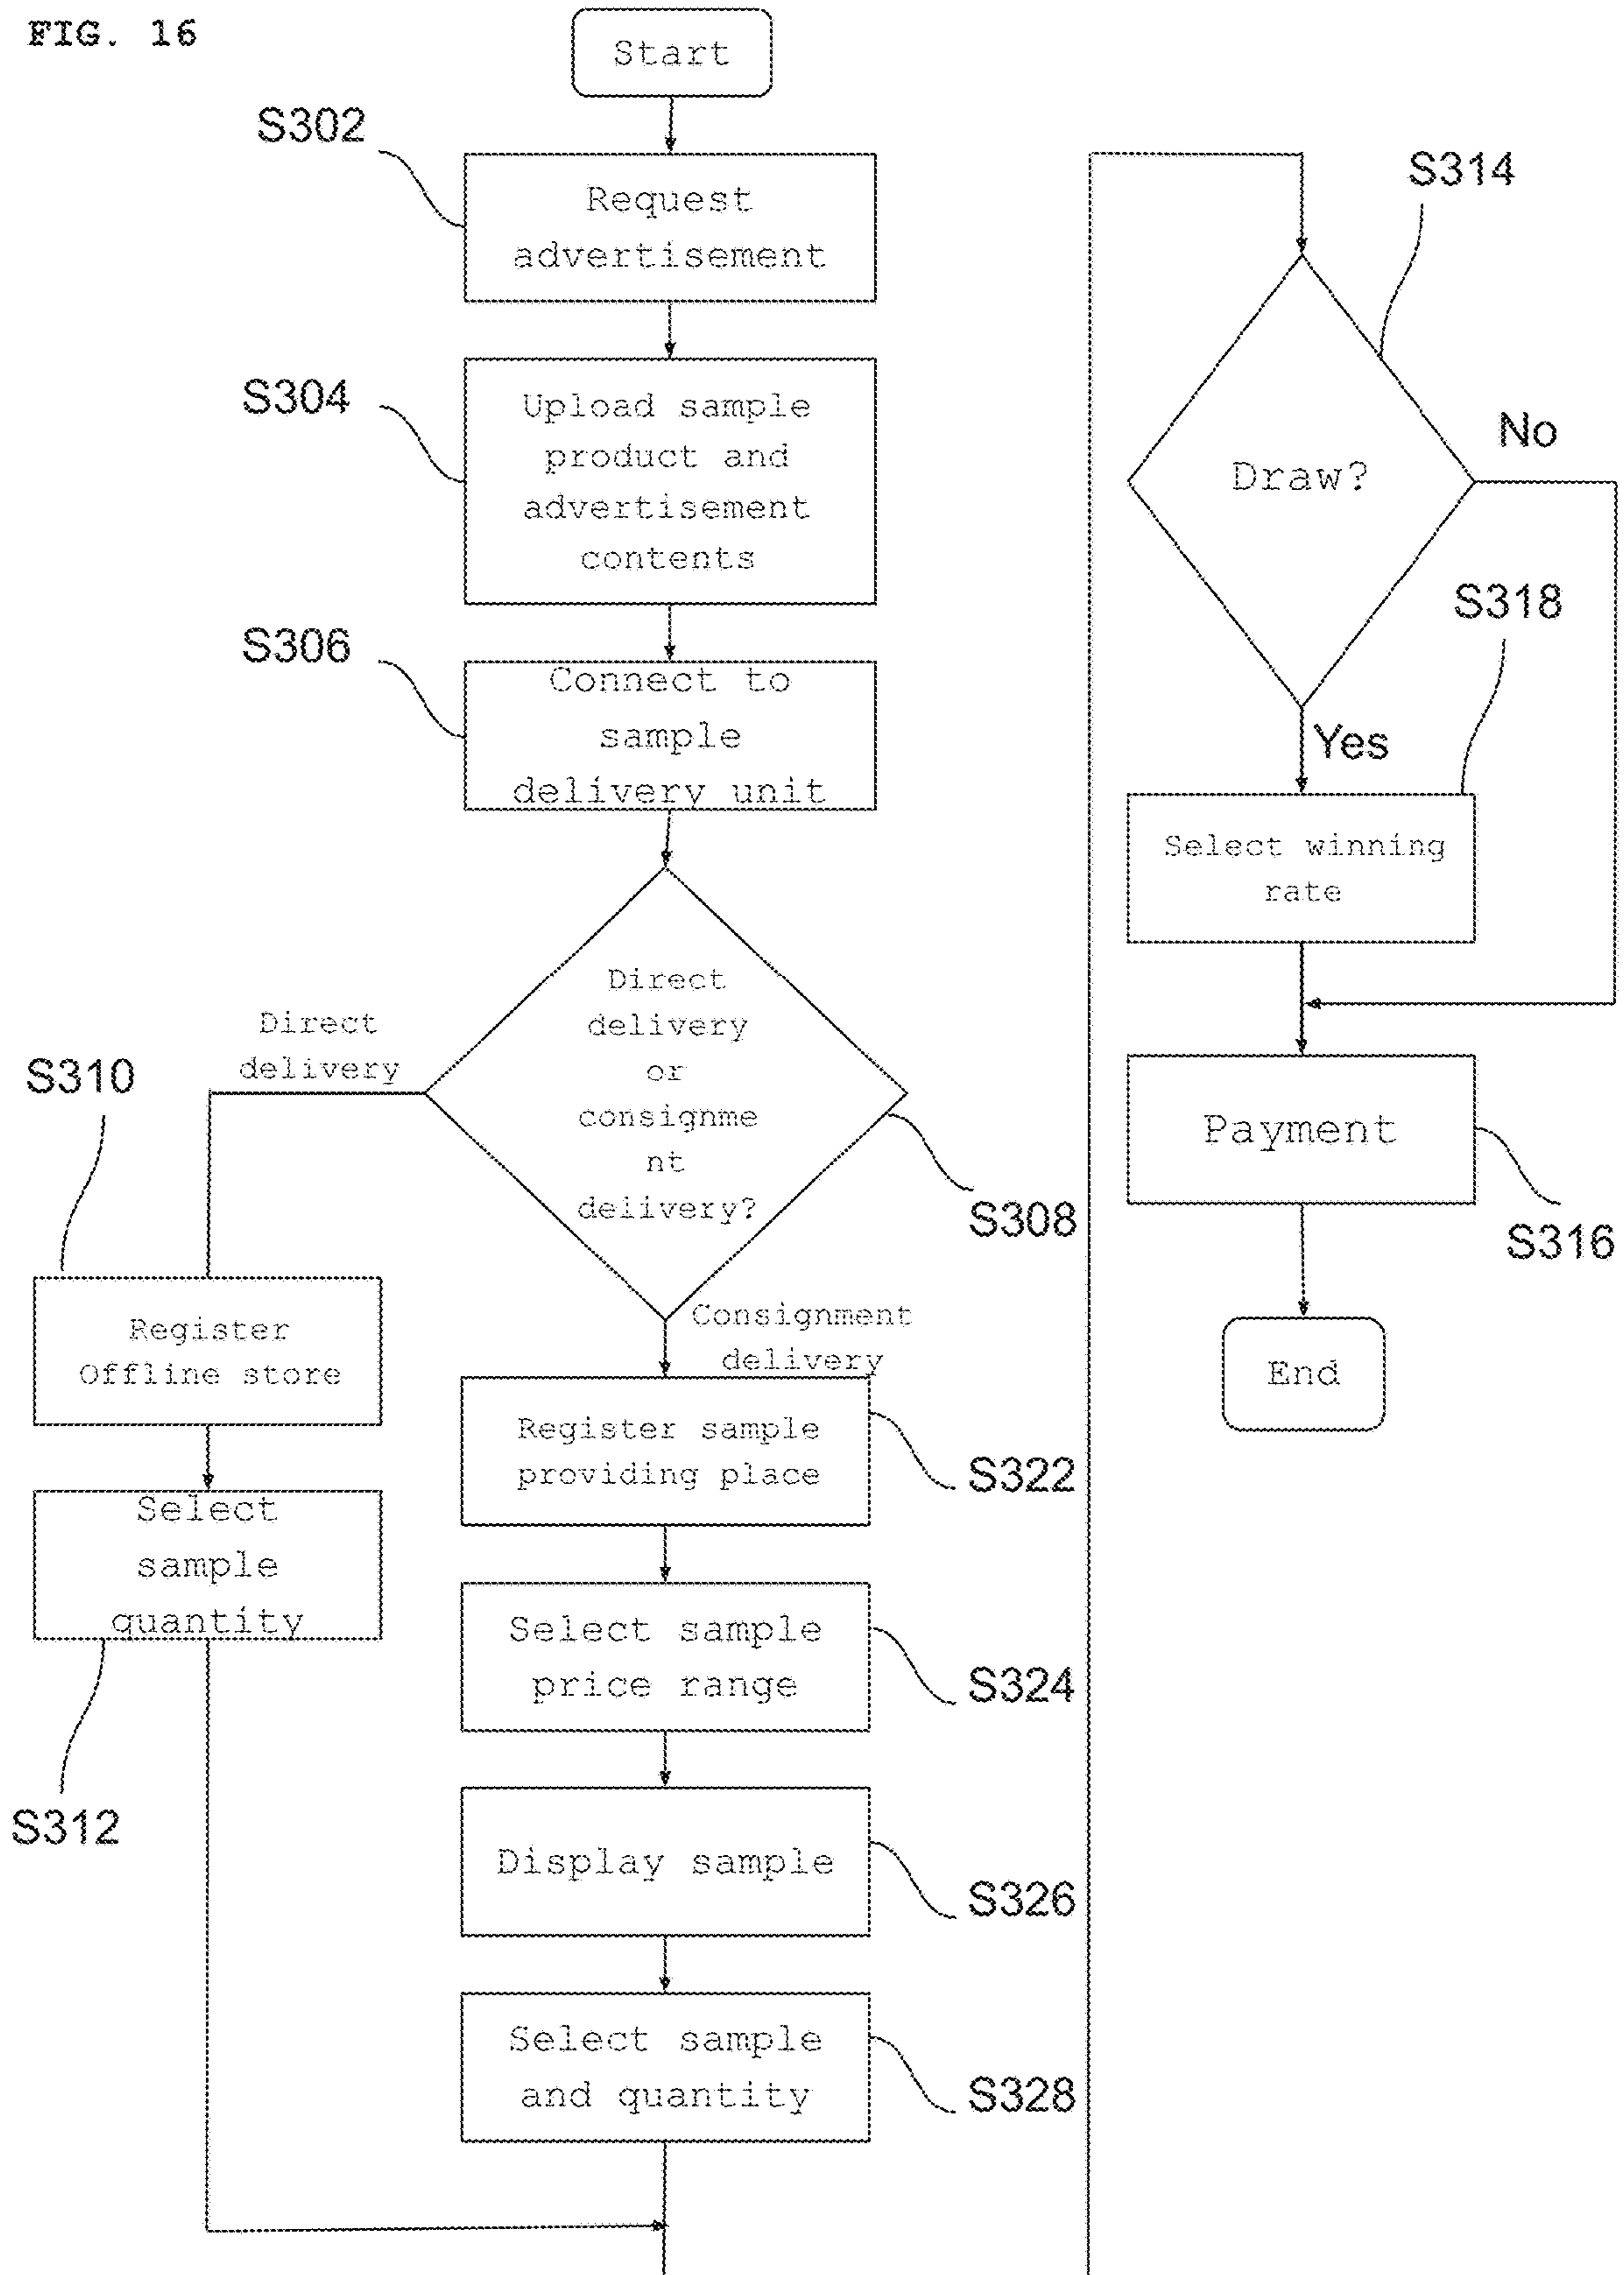 FIG. 16
Start
S302
Request
advertisement
S304
Upload sample
product and
advertisement
contents
S306
Connect to
sample
delivery unit
Direct
delivery
or
consignme
nt
delivery?
S308
Direct
delivery
S310
Register
Offline store
Select
sample
quantity
S312
Consignment
delivery
Register sample
providing place
S322
Select sample
price range
S324
Display sample
S326
Select sample
and quantity
S328
S314
Draw?
No
Yes
S318
Select winning
rate
Payment
S316
End